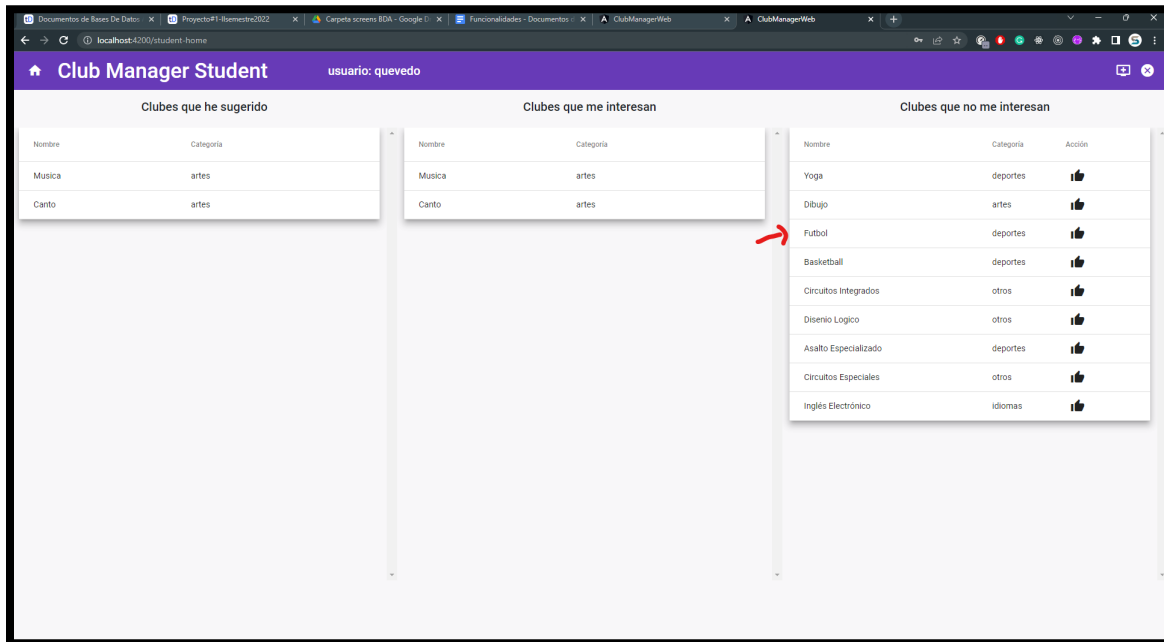 Documentos de Bases De Datos
Proyecto#1-IIsemestre2022
Carpeta screens BDA - Google D
Funcionalidades - Documentos d
ClubManagerWeb
ClubManagerWeb
localhost:4200/student-home
Club Manager Student
usuario: quevedo
Clubes que he sugerido
Nombre Categoría
Musica artes
Canto artes
Clubes que me interesan
Nombre Categoría
Musica artes
Canto artes
Clubes que no me interesan
Nombre Categoría Acción
Yoga deportes
Dibujo artes
Futbol deportes
Basketball deportes
Circuitos Integrados otros
Disenio Logico otros
Asalto Especializado deportes
Circuitos Especiales otros
Inglés Electrónico idiomas